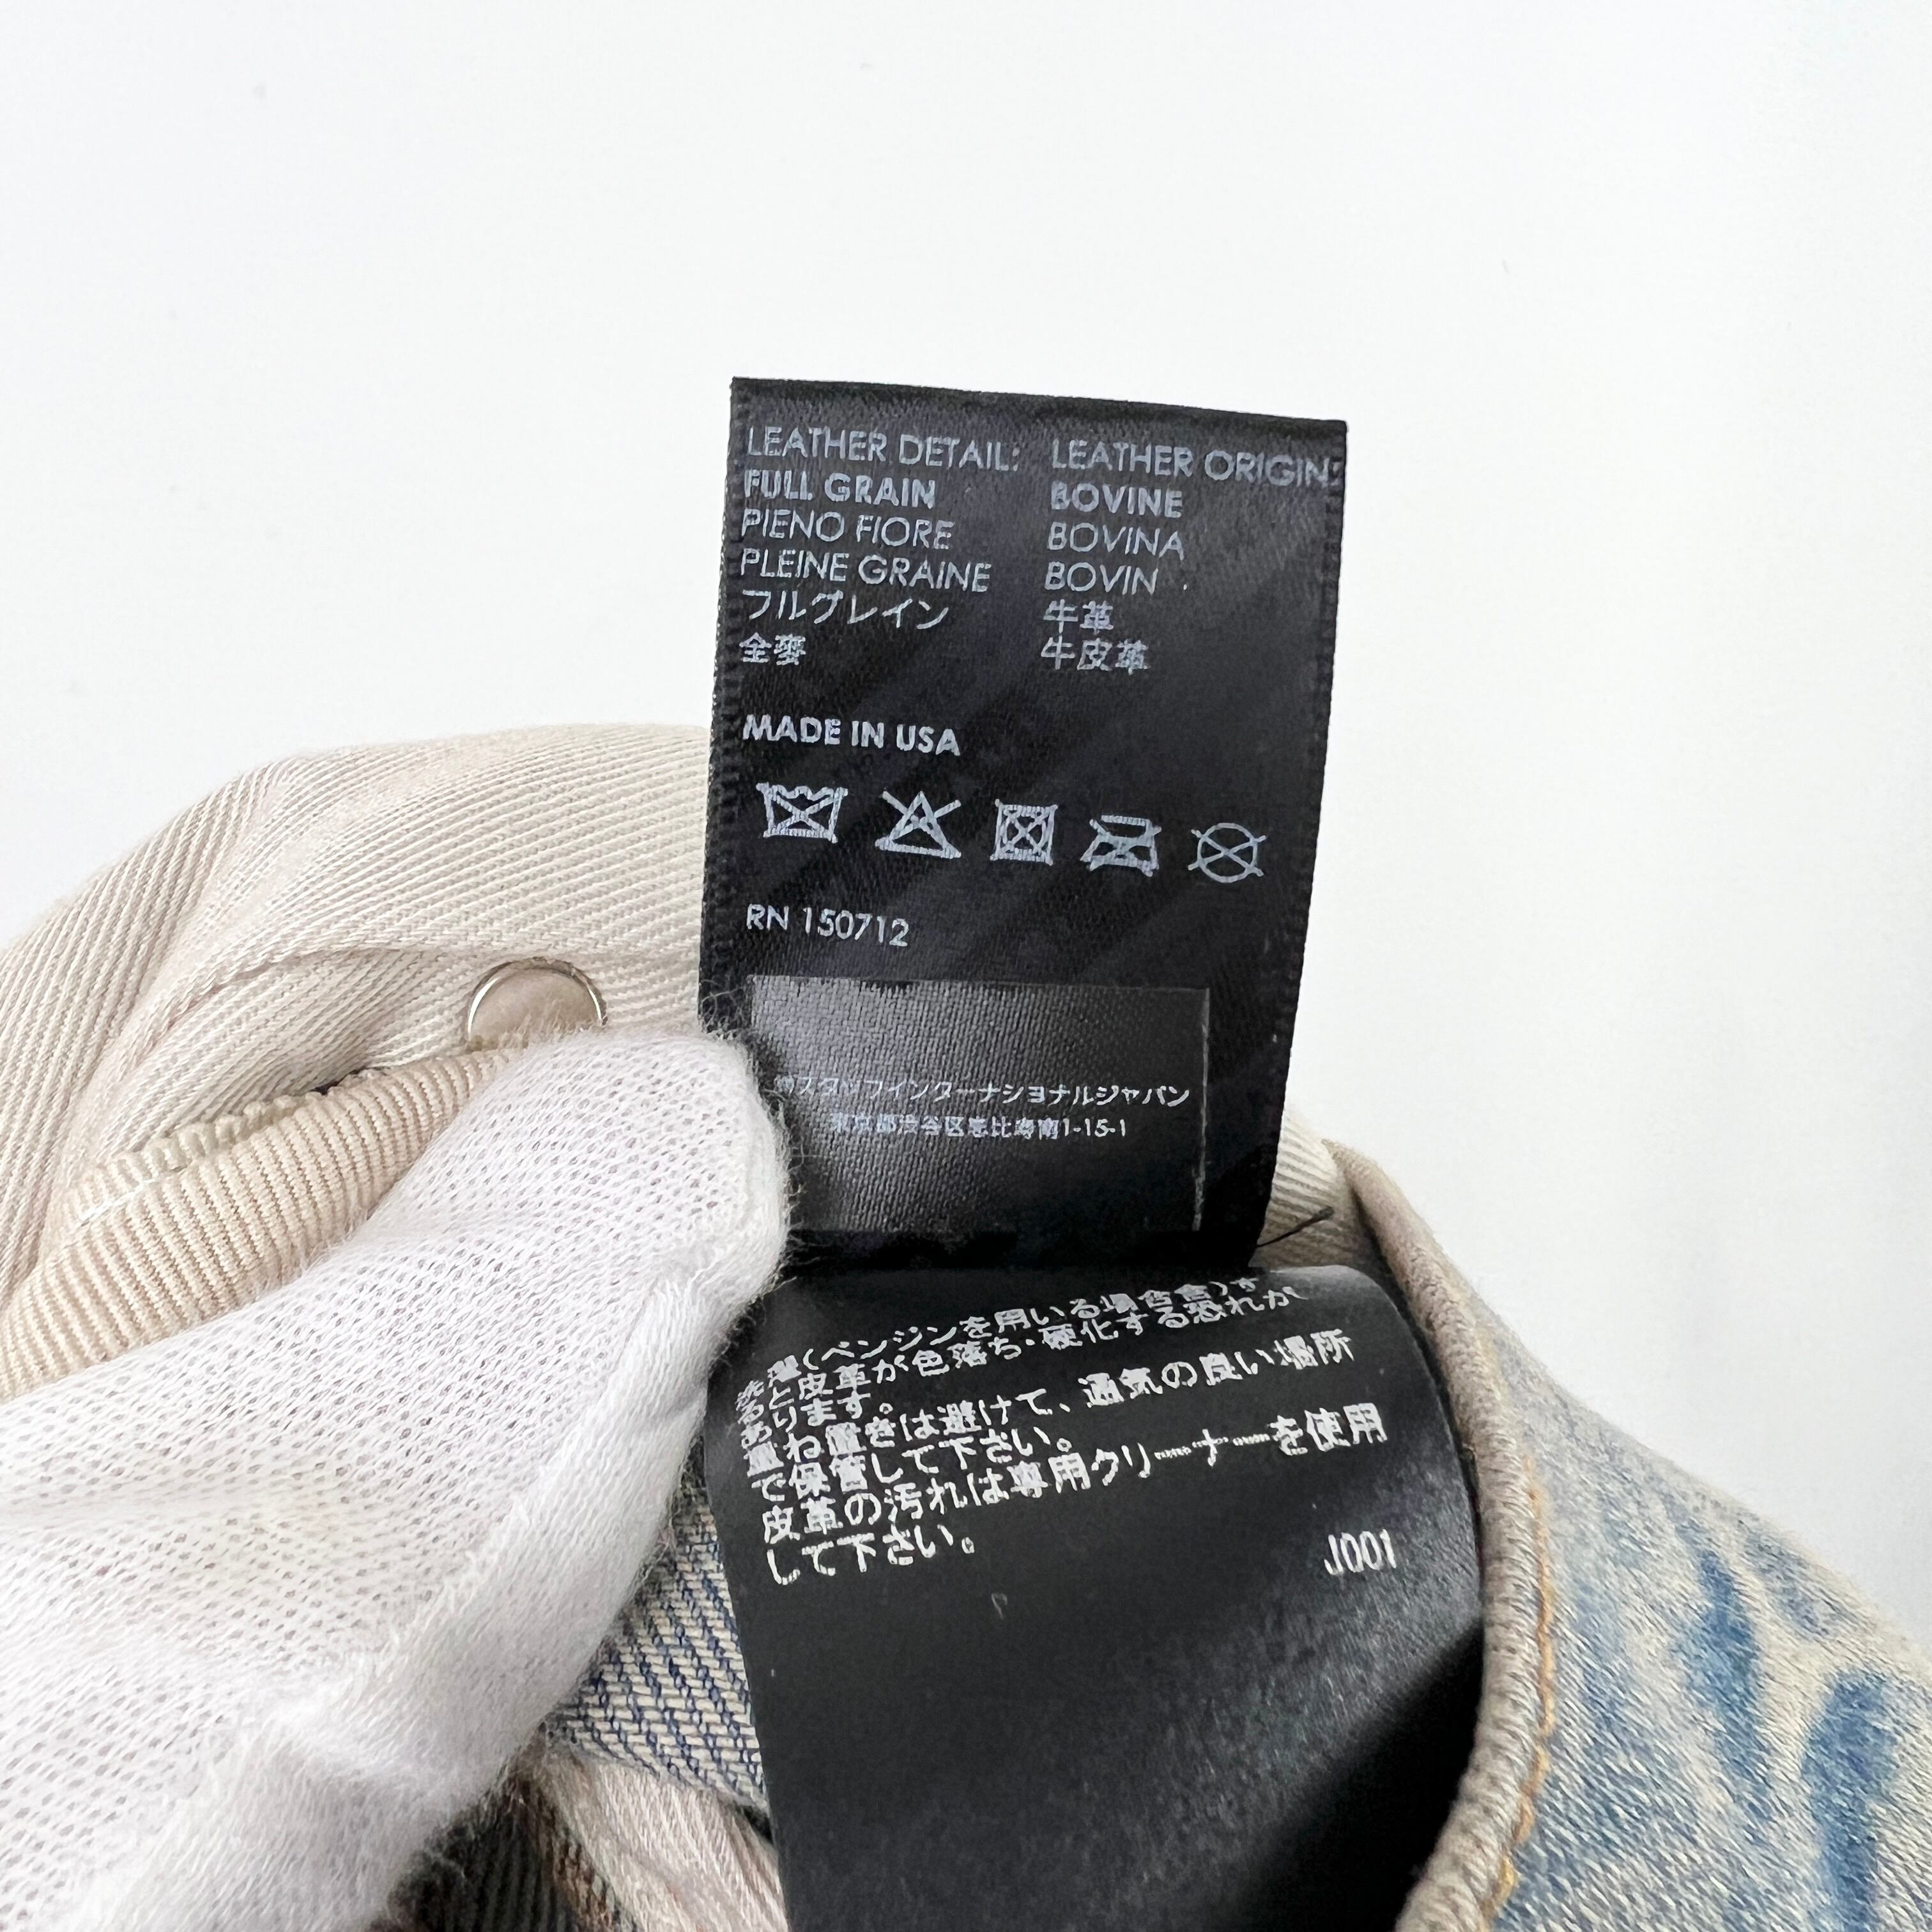 LEATHER DETAIL: LEATHER ORIGIN:
FULL GRAIN BOVINE
PIENO FIORE BOVINA
PLEINE GRAINE BOVIN
フルグレイン 牛革
全 牛皮革
MADE IN USA
RN 150712
インターナショナルジャパン
東京都渋谷区恵比寿南1-15-1
洗濯(ベンジンを用いる場合含)す
ると皮革が色落ち・硬化する恐れが
あります。
重ね置きは避けて、通気の良い場所
で保管して下さい。
皮革の汚れは専用クリーナーを使用
して下さい。
J001